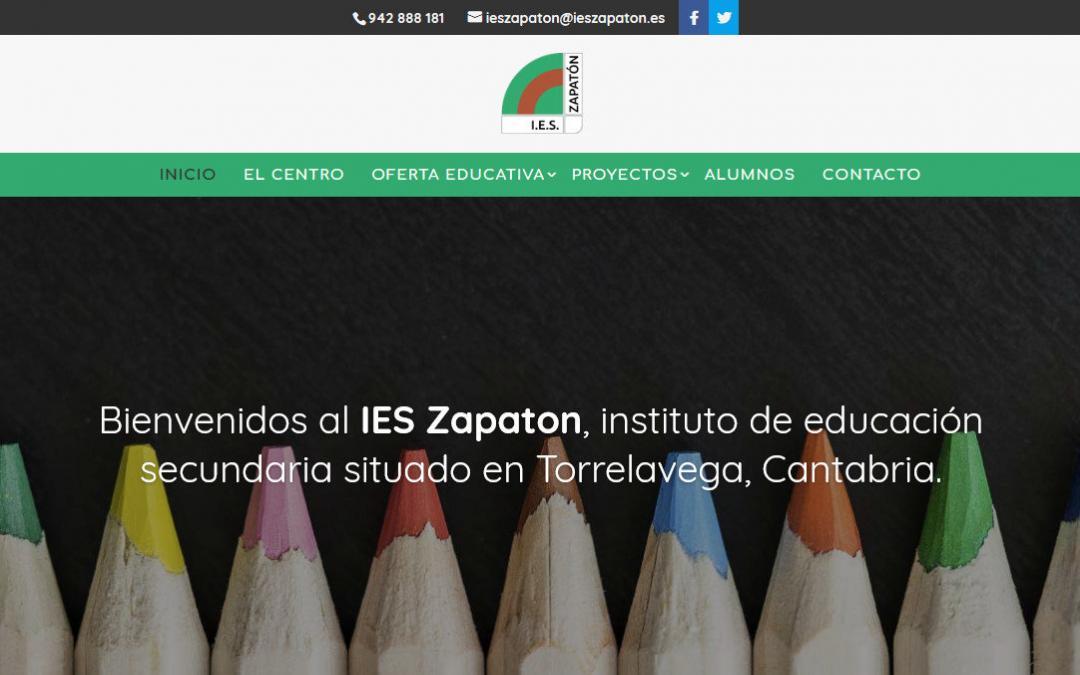 942 888 181 ieszapaton@ieszapaton.es
ZAPATÓN
I.E.S.
INICIO EL CENTRO OFERTA EDUCATIVA PROYECTOS ALUMNOS CONTACTO
Bienvenidos al IES Zapaton, instituto de educación
secundaria situado en Torrelavega, Cantabria.